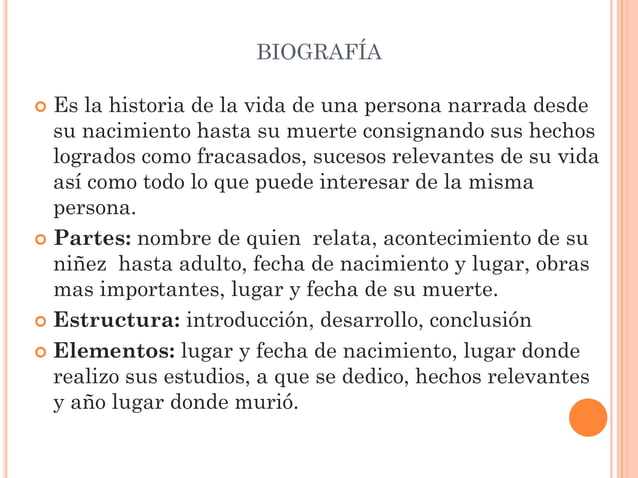 BIOGRAFÍA
Es la historia de la vida de una persona narrada desde
su nacimiento hasta su muerte consignando sus hechos
logrados como fracasados, sucesos relevantes de su vida
así como todo lo que puede interesar de la misma
persona.
Partes: nombre de quien relata, acontecimiento de su
niñez hasta adulto, fecha de nacimiento y lugar, obras
mas importantes, lugar y fecha de su muerte.
Estructura: introducción, desarrollo, conclusión
Elementos: lugar y fecha de nacimiento, lugar donde
realizo sus estudios, a que se dedico, hechos relevantes
y año lugar donde murió.